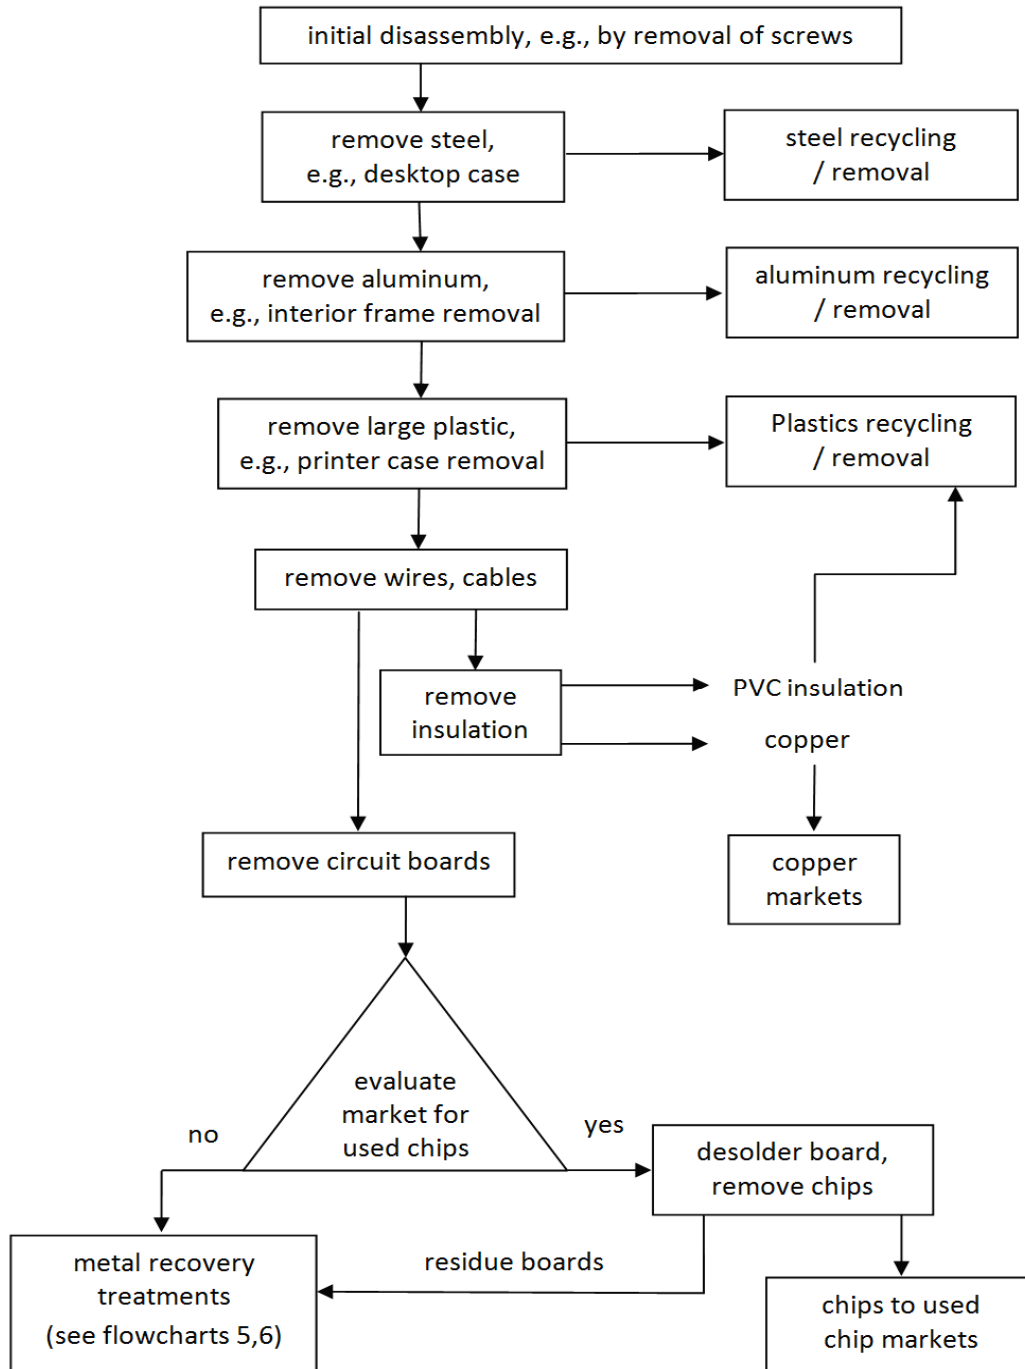 initial disassembly, e.g., by removal of screws
remove steel,
e.g., desktop case
steel recycling
/ removal
remove aluminum,
e.g., interior frame removal
aluminum recycling
/ removal
remove large plastic,
e.g., printer case removal
Plastics recycling
/ removal
remove wires, cables
remove
insulation
PVC insulation
copper
remove circuit boards
copper
markets
evaluate
market for
used chips
no
yes
desolder board,
remove chips
metal recovery
treatments
(see flowcharts 5,6)
residue boards
chips to used
chip markets